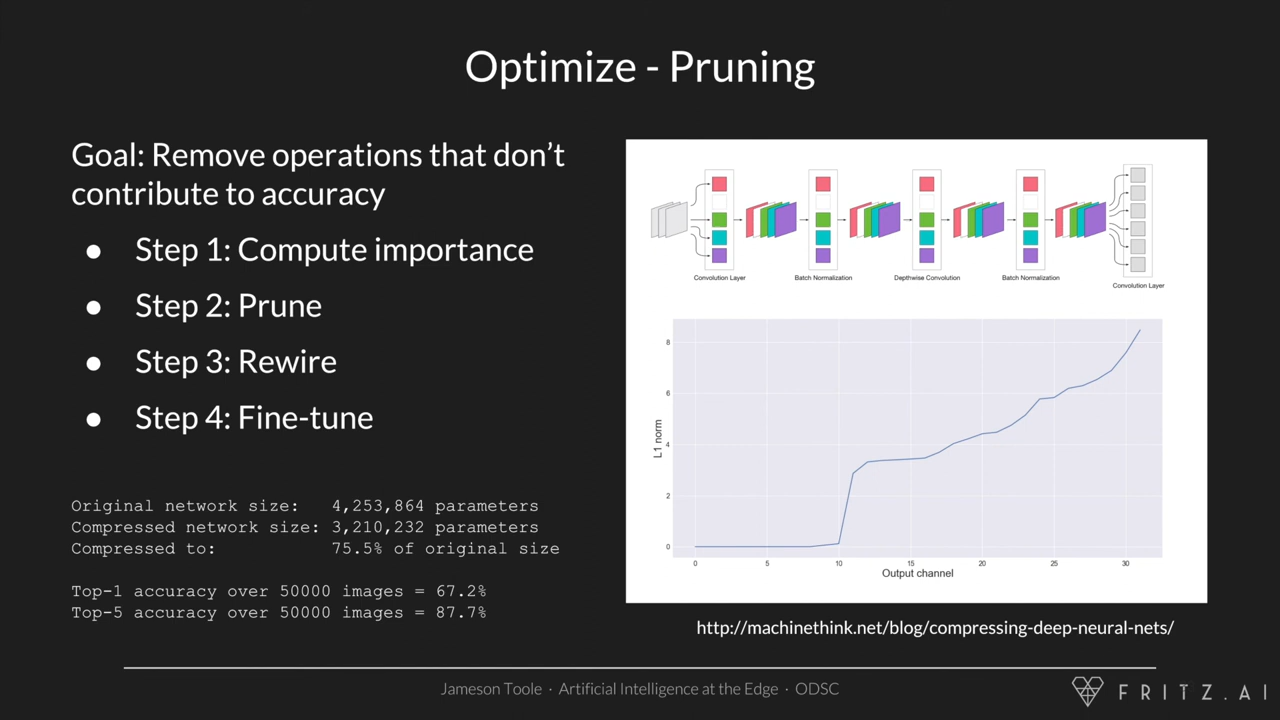 Optimize - Pruning
Goal: Remove operations that don’t
contribute to accuracy
● Step 1: Compute importance
● Step 2: Prune
● Step 3: Rewire
● Step 4: Fine-tune
Original network size: 4,253,864 parameters
Compressed network size: 3,210,232 parameters
Compressed to: 75.5% of original size
Top-1 accuracy over 50000 images = 67.2%
Top-5 accuracy over 50000 images = 87.7%
Convolution Layer
Batch Normalization
Depthwise Convolution
Batch Normalization
Convolution Layer
8
6
4
2
0
L1 norm
0 5 10 15 20 25 30
Output channel
http://machinethink.net/blog/compressing-deep-neural-nets/
Jameson Toole · Artificial Intelligence at the Edge · ODSC
FRITZ.AI